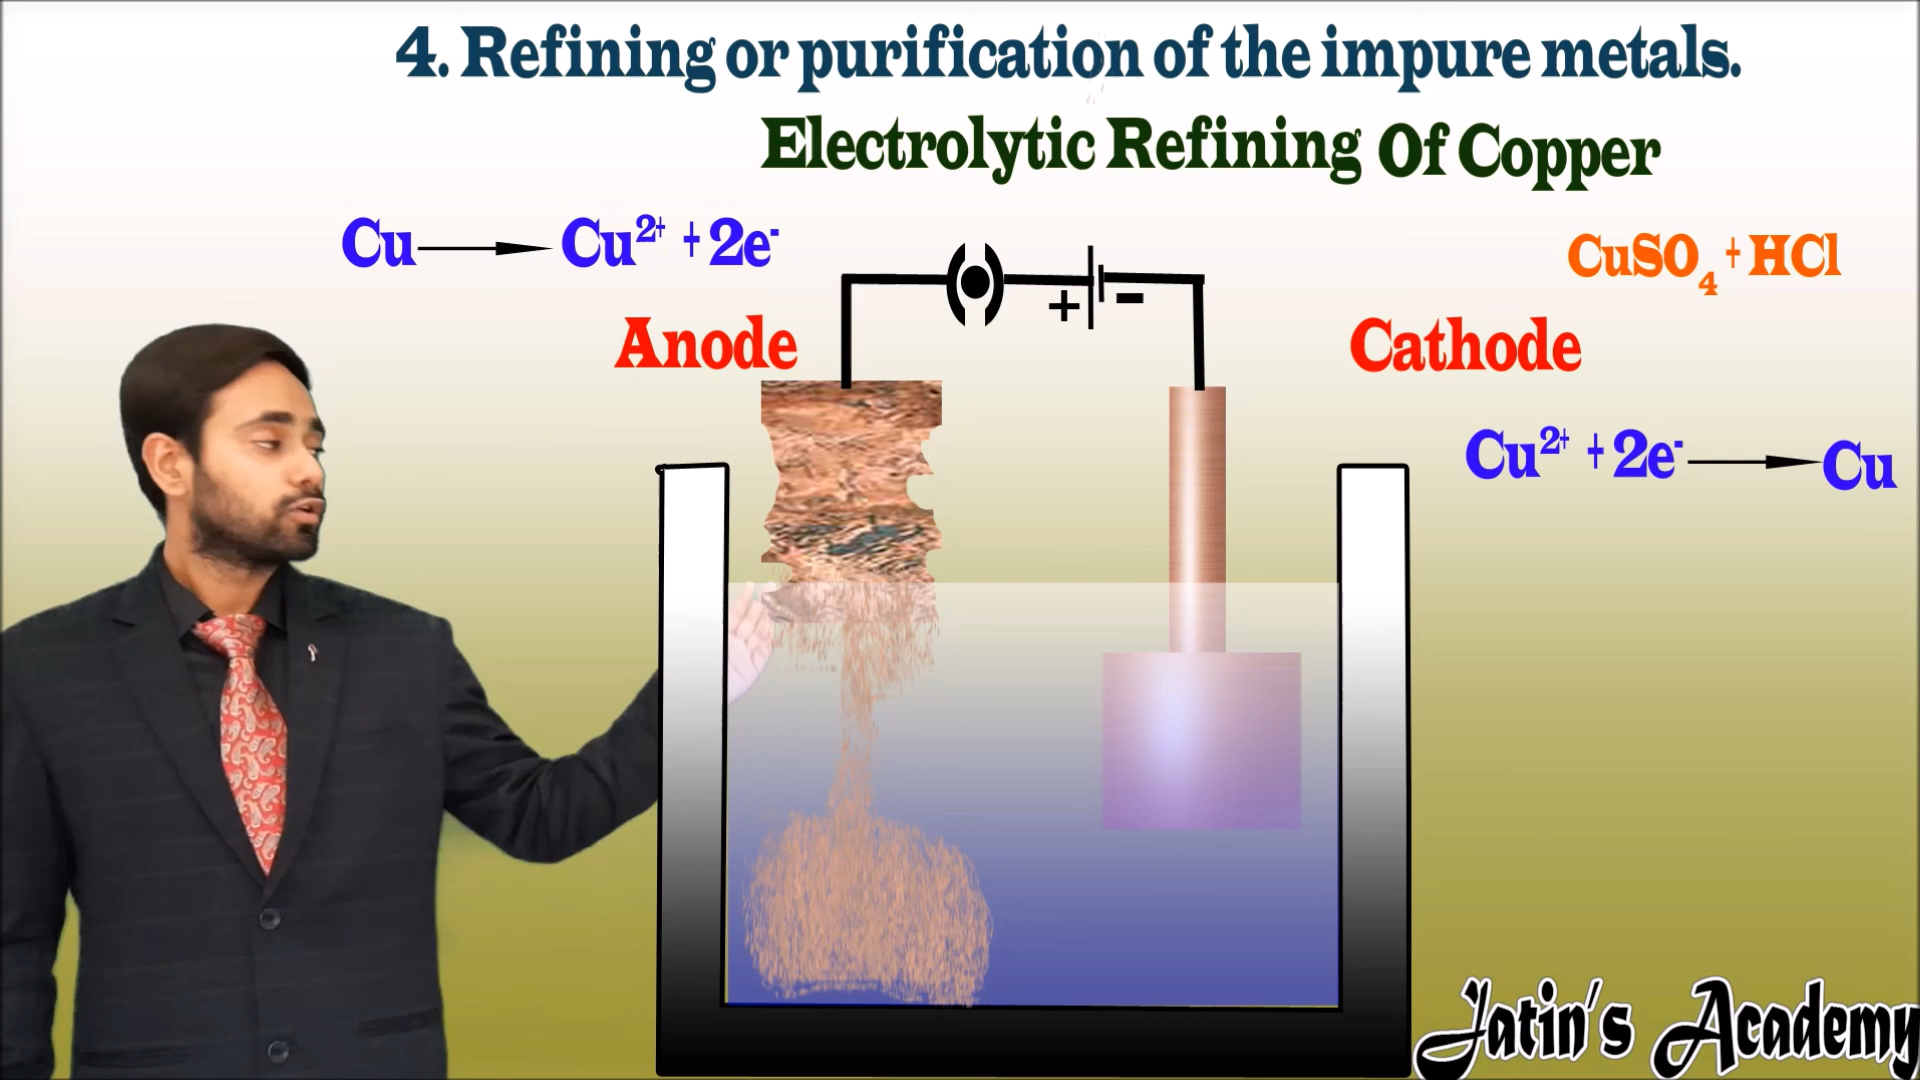 4. Refining or purification of the impure metals.
Electrolytic Refining Of Copper
Cu → Cu²⁺ + 2e⁻
CuSO₄ + HCl
+ −
Anode
Cathode
Cu²⁺ + 2e⁻ → Cu
Jatin's Academy